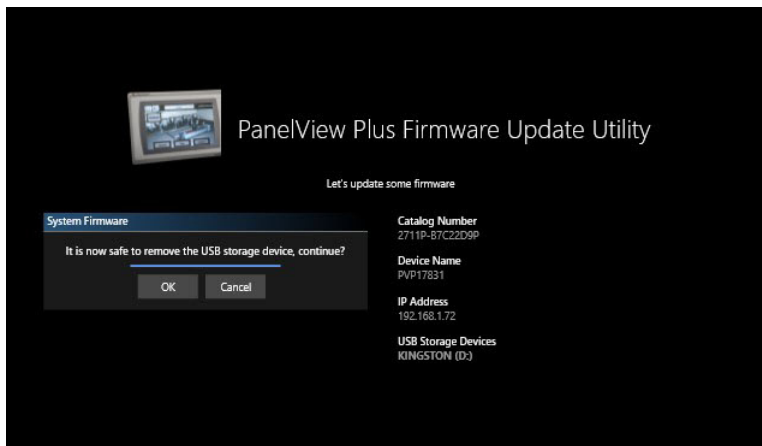 PanelView Plus Firmware Update Utility
Let's update some firmware
System Firmware
It is now safe to remove the USB storage device, continue?
OK Cancel
Catalog Number
2711P-B7C22D9P
Device Name
PVP17831
IP Address
192.168.1.72
USB Storage Devices
KINGSTON (D:)